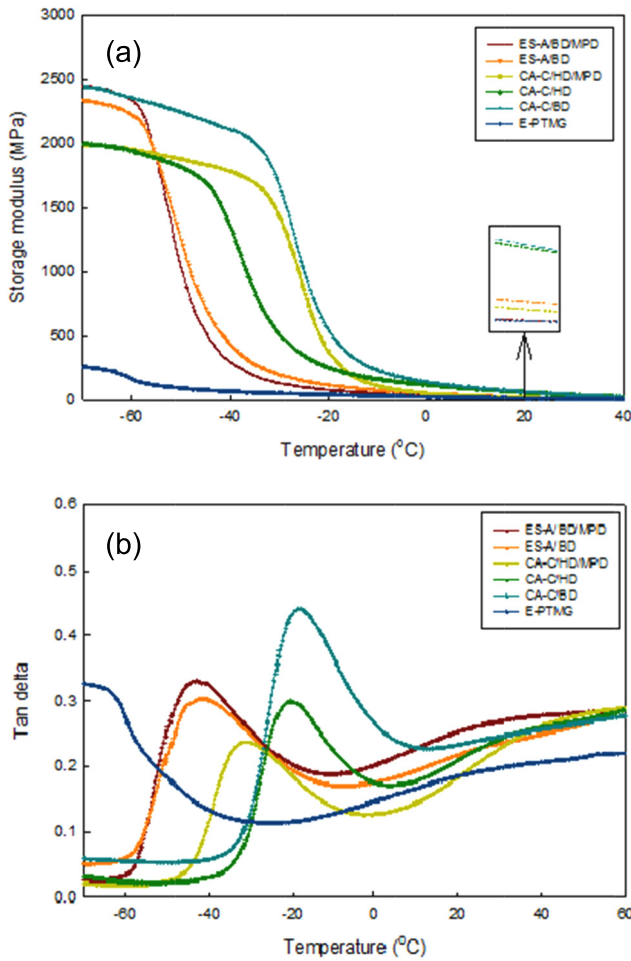 3000
2500
2000
1500
1000
500
0
Storage modulus (MPa)
(a)
ES-A/BD/MPD
ES-A/BD
CA-C/HD/MPD
CA-C/HD
CA-C/BD
E-PTMG
-60 -40 -20 0 20 40
Temperature (°C)
0.6
0.5
0.4
0.3
0.2
0.1
0.0
Tan delta
(b)
ES-A/BD/MPD
ES-A/BD
CA-C/HD/MPD
CA-C/HD
CA-C/BD
E-PTMG
-60 -40 -20 0 20 40 60
Temperature (°C)